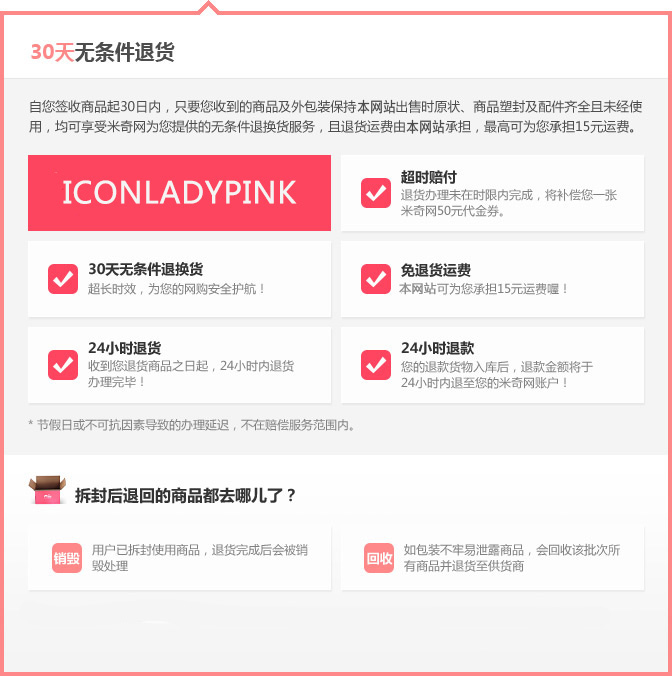 30天无条件退货
自您签收商品起30日内，只要您收到的商品及外包装保持本网站出售时原状、商品塑封及配件齐全且未经使
用，均可享受米奇网为您提供的无条件退换货服务，且退货运费由本网站承担，最高可为您承担15元运费。
ICONLADYPINK
超时赔付
退货办理未在时限内完成，将补偿您一张
米奇网50元代金券。
30天无条件退换货
超长时效，为您的网购安全护航！
免退货运费
本网站可为您承担15元运费喔！
24小时退货
收到您退货商品之日起，24小时内退货
办理完毕！
24小时退款
您的退款货物入库后，退款金额将于
24小时内退至您的米奇网账户！
* 节假日或不可抗因素导致的办理延迟，不在赔偿服务范围内。
拆封后退回的商品都去哪儿了？
销毁
用户已拆封使用商品，退货完成后会被销
毁处理
回收
如包装不牢易泄露商品，会回收该批次所
有商品并退货至供货商